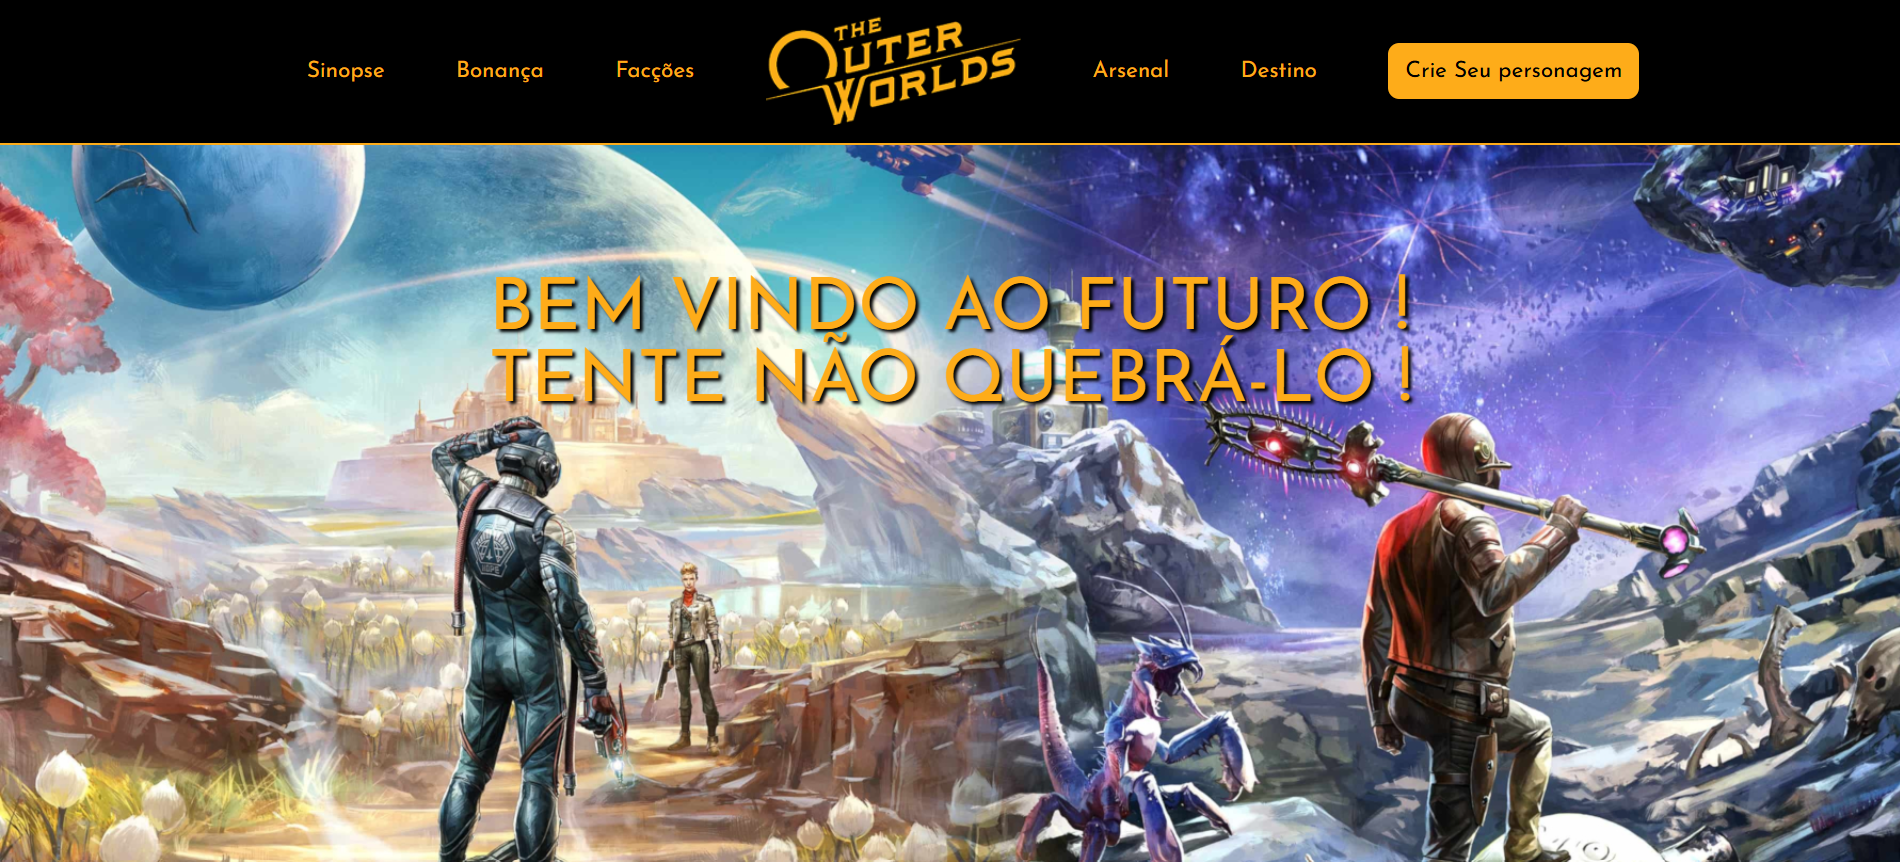 Sinopse
Bonança
Facções
THE
OUTER
WORLDS
Arsenal
Destino
Crie Seu personagem
BEM VINDO AO FUTURO !
TENTE NÃO QUEBRÁ-LO !
HOPE